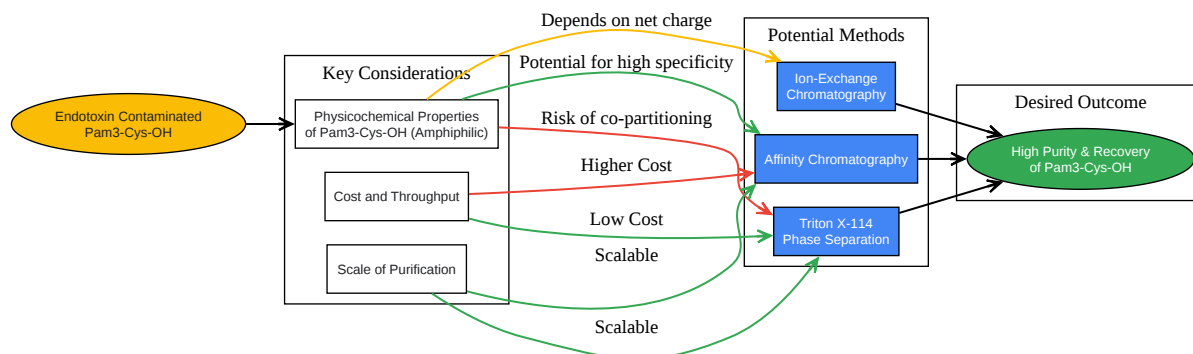 Depends on net charge
Potential Methods
Key Considerations
Potential for high specificity
Ion-Exchange
Chromatography
Desired Outcome
Endotoxin Contaminated
Pam3-Cys-OH
Physicochemical Properties
of Pam3-Cys-OH (Amphiphilic)
Risk of co-partitioning
Affinity Chromatography
High Purity & Recovery
of Pam3-Cys-OH
Higher Cost
Cost and Throughput
Low Cost
Triton X-114
Phase Separation
Scale of Purification
Scalable
Scalable